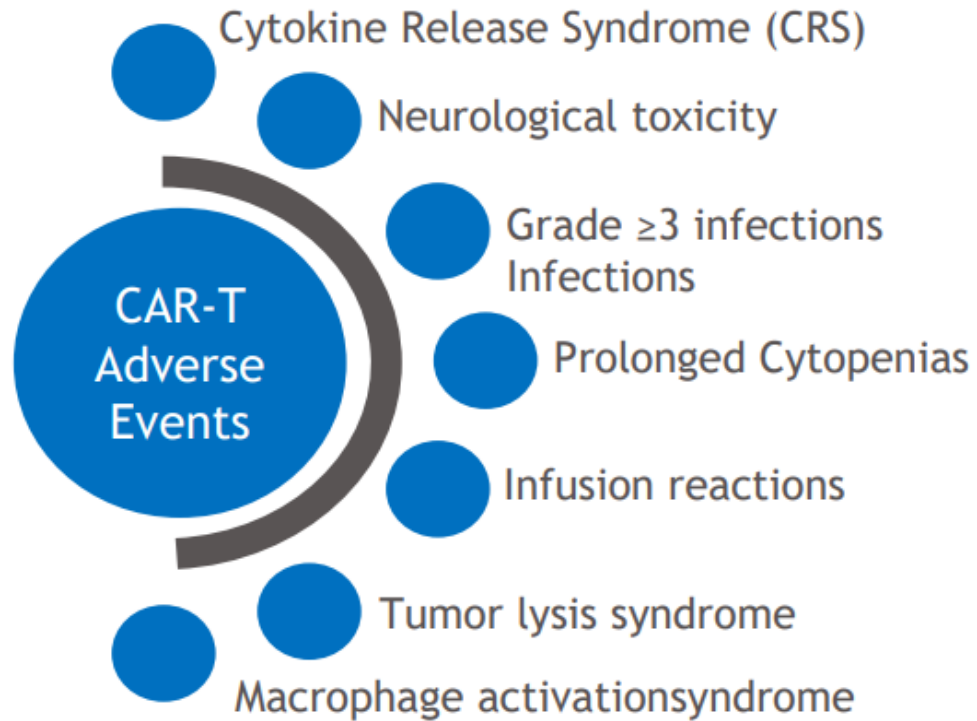 Cytokine Release Syndrome (CRS)
Neurological toxicity
Grade ≥3 infections
Infections
CAR-T
Adverse
Events
Prolonged Cytopenias
Infusion reactions
Tumor lysis syndrome
Macrophage activationsyndrome